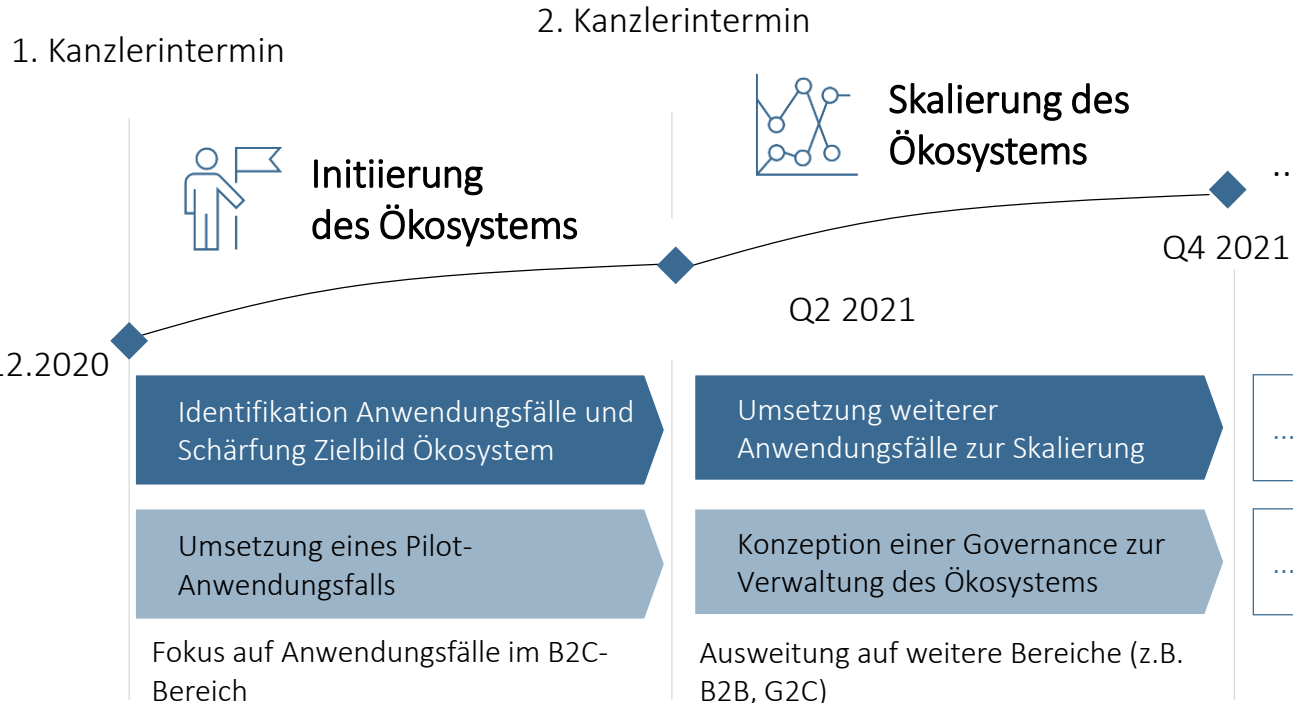 1. Kanzlerintermin
2. Kanzlerintermin
Initiierung
des Ökosystems
Skalierung des
Ökosystems
..
12.2020
Q2 2021
Q4 2021
Identifikation Anwendungsfälle und
Schärfung Zielbild Ökosystem
Umsetzung weiterer
Anwendungsfälle zur Skalierung
...
Umsetzung eines Pilot-
Anwendungsfalls
Konzeption einer Governance zur
Verwaltung des Ökosystems
...
Fokus auf Anwendungsfälle im B2C-
Bereich
Ausweitung auf weitere Bereiche (z.B.
B2B, G2C)